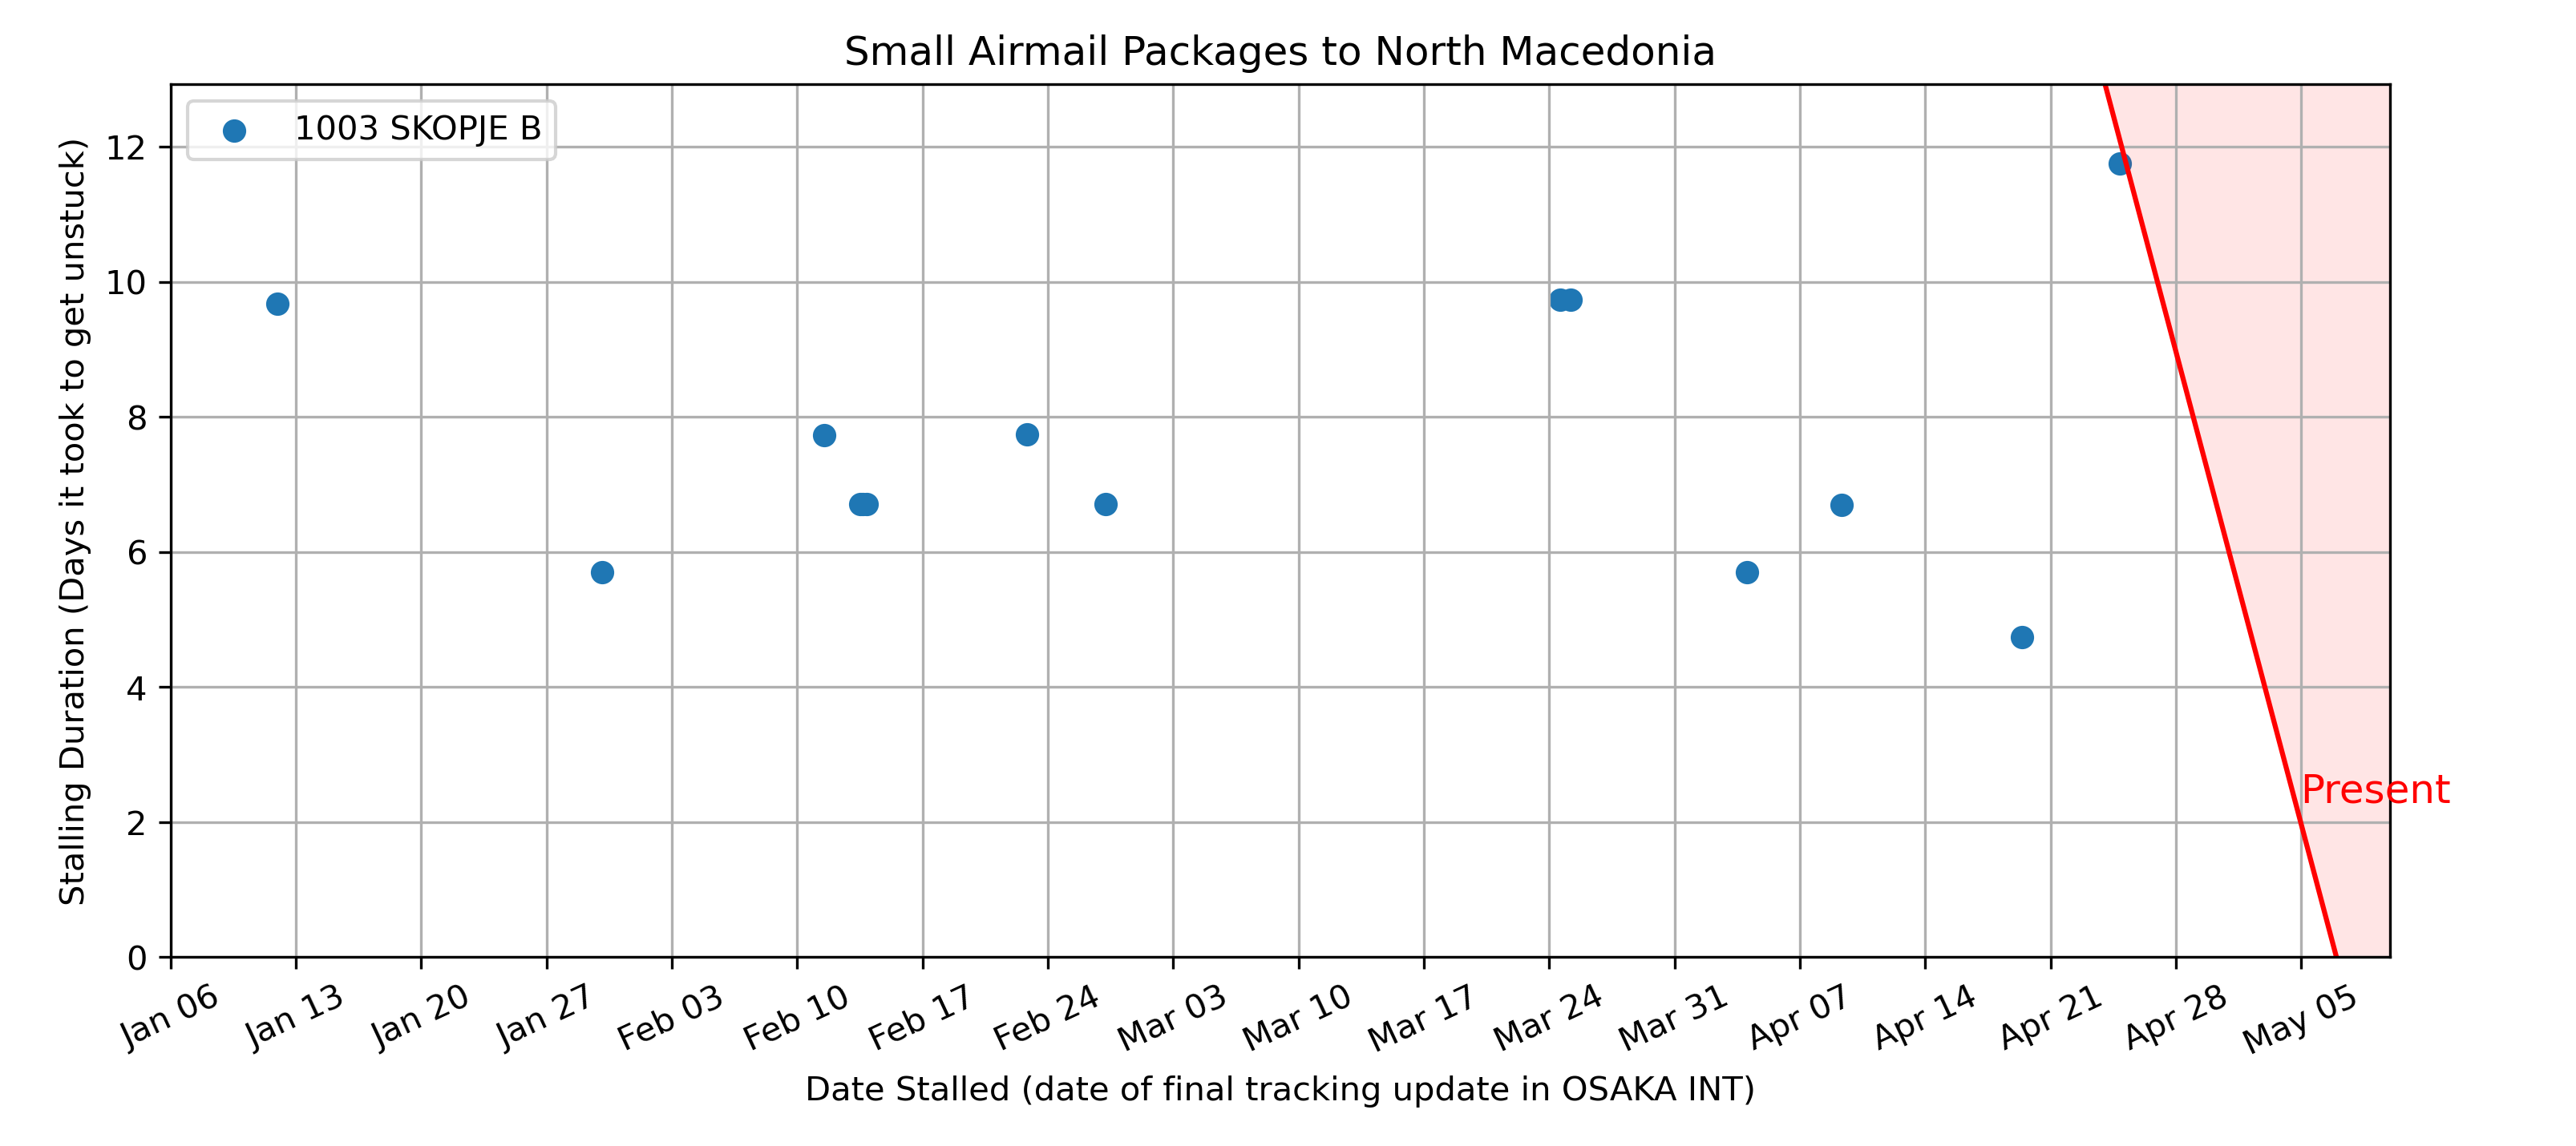 Small Airmail Packages to North Macedonia
1003 SKOPJE B
Stalling Duration (Days it took to get unstuck)
12
10
8
6
4
2
0
Present
Jan 06
Jan 13
Jan 20
Jan 27
Feb 03
Feb 10
Feb 17
Feb 24
Mar 03
Mar 10
Mar 17
Mar 24
Mar 31
Apr 07
Apr 14
Apr 21
Apr 28
May 05
Date Stalled (date of final tracking update in OSAKA INT)